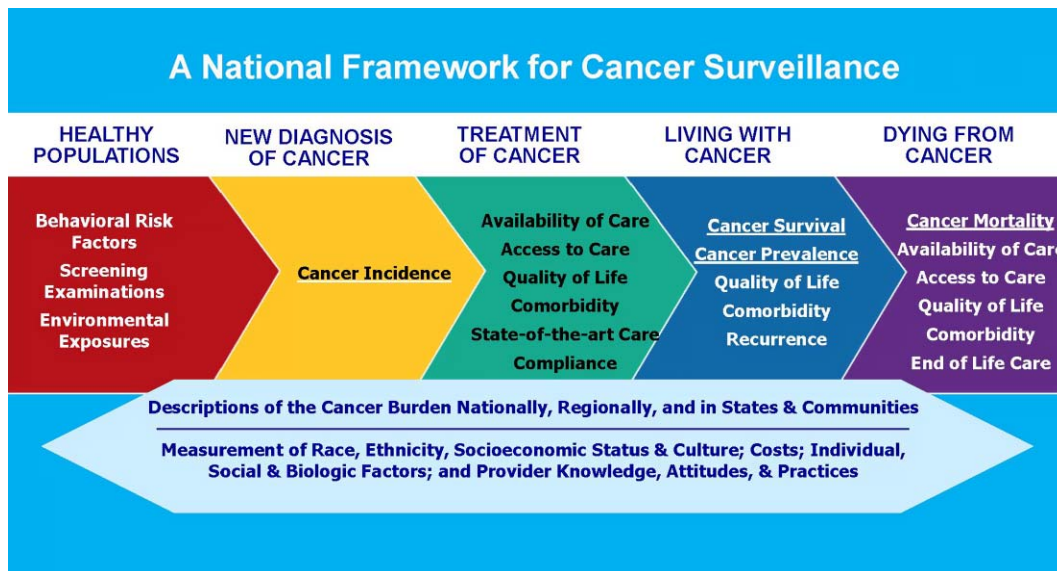 A National Framework for Cancer Surveillance
HEALTHY
POPULATIONS
NEW DIAGNOSIS
OF CANCER
TREATMENT
OF CANCER
LIVING WITH
CANCER
DYING FROM
CANCER
Behavioral Risk
Factors
Screening
Examinations
Environmental
Exposures
Cancer Incidence
Availability of Care
Access to Care
Quality of Life
Comorbidity
State-of-the-art Care
Compliance
Cancer Survival
Cancer Prevalence
Quality of Life
Comorbidity
Recurrence
Cancer Mortality
Availability of Care
Access to Care
Quality of Life
Comorbidity
End of Life Care
Descriptions of the Cancer Burden Nationally, Regionally, and in States & Communities
Measurement of Race, Ethnicity, Socioeconomic Status & Culture; Costs; Individual,
Social & Biologic Factors; and Provider Knowledge, Attitudes, & Practices